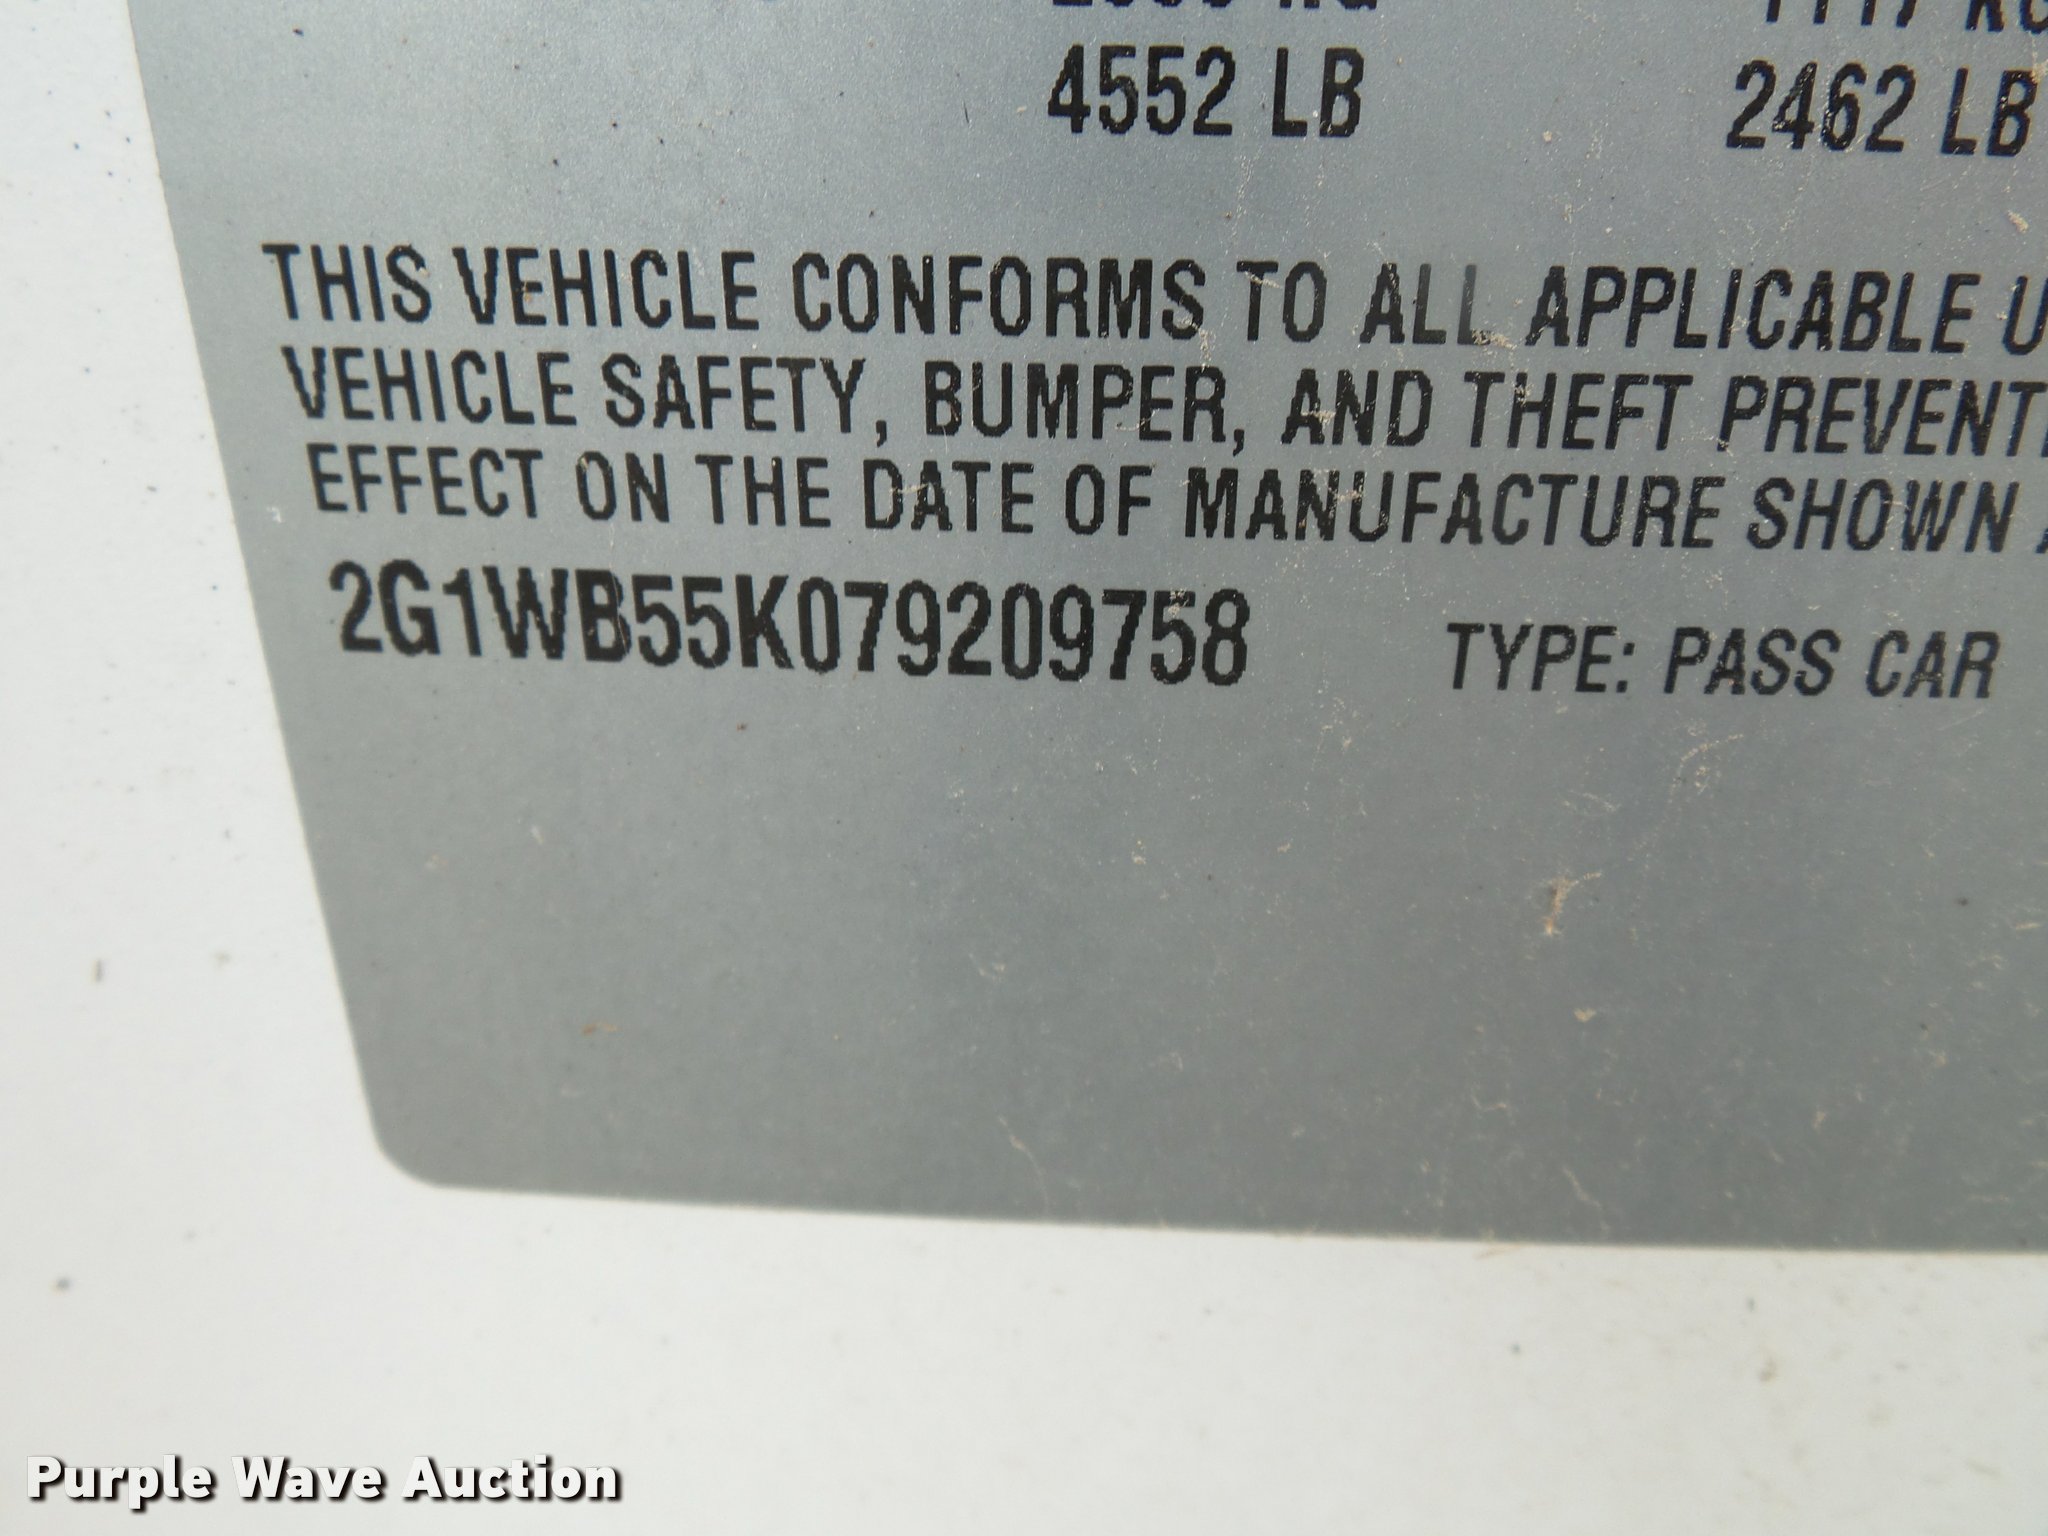 4552 LB 2462 LB
THIS VEHICLE CONFORMS TO ALL APPLICABLE U
VEHICLE SAFETY, BUMPER, AND THEFT PREVENT
EFFECT ON THE DATE OF MANUFACTURE SHOWN
2G1WB55K079209758 TYPE: PASS CAR
Purple Wave Auction